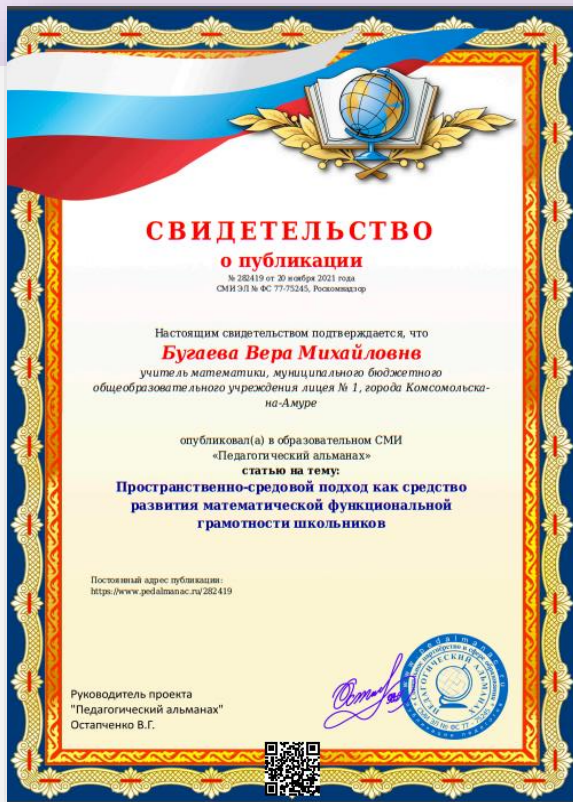 СВИДЕТЕЛЬСТВО
о публикации
№ 282419 от 20 ноября 2021 года
СМИ ЭЛ № ФС 77-75245, Роскомнадзор
Настоящим свидетельством подтверждается, что
Бугаева Вера Михайловнв
учитель математики, муниципального бюджетного
общеобразовательного учреждения лицея № 1, города Комсомольска-
на-Амуре
опубликовал(а) в образовательном СМИ
«Педагогический альманах»
статью на тему:
Пространственно-средовой подход как средство
развития математической функциональной
грамотности школьников
Постоянный адрес публикации:
https://www.pedalmanac.ru/282419
Руководитель проекта
"Педагогический альманах"
Остапченко В.Г.
ПЕДАГОГИЧЕСКИЙ АЛЬМАНАХ